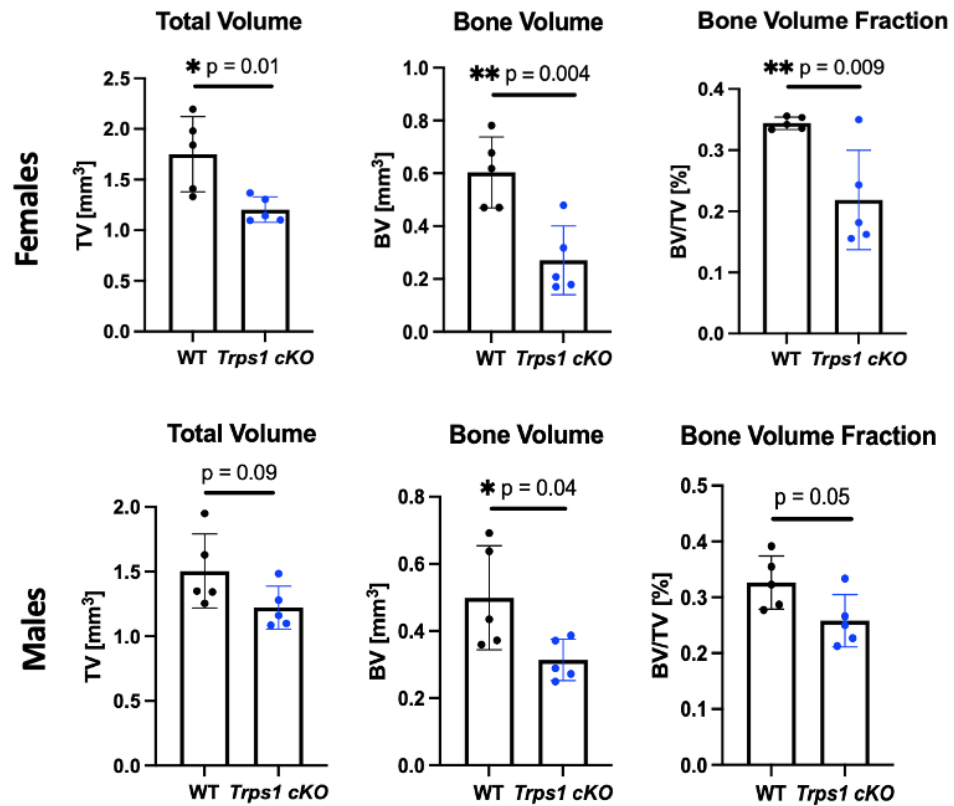 Females
Total Volume
✱ p = 0.01
TV [mm³]
2.5
2.0
1.5
1.0
0.5
0.0
WT Trps1 cKO
Bone Volume
✱✱ p = 0.004
BV [mm³]
1.0
0.8
0.6
0.4
0.2
0.0
WT Trps1 cKO
Bone Volume Fraction
✱✱ p = 0.009
BV/TV [%]
0.4
0.3
0.2
0.1
0.0
WT Trps1 cKO
Males
Total Volume
p = 0.09
TV [mm³]
2.0
1.5
1.0
0.5
0.0
WT Trps1 cKO
Bone Volume
✱ p = 0.04
BV [mm³]
0.8
0.6
0.4
0.2
0.0
WT Trps1 cKO
Bone Volume Fraction
p = 0.05
BV/TV [%]
0.5
0.4
0.3
0.2
0.1
0.0
WT Trps1 cKO